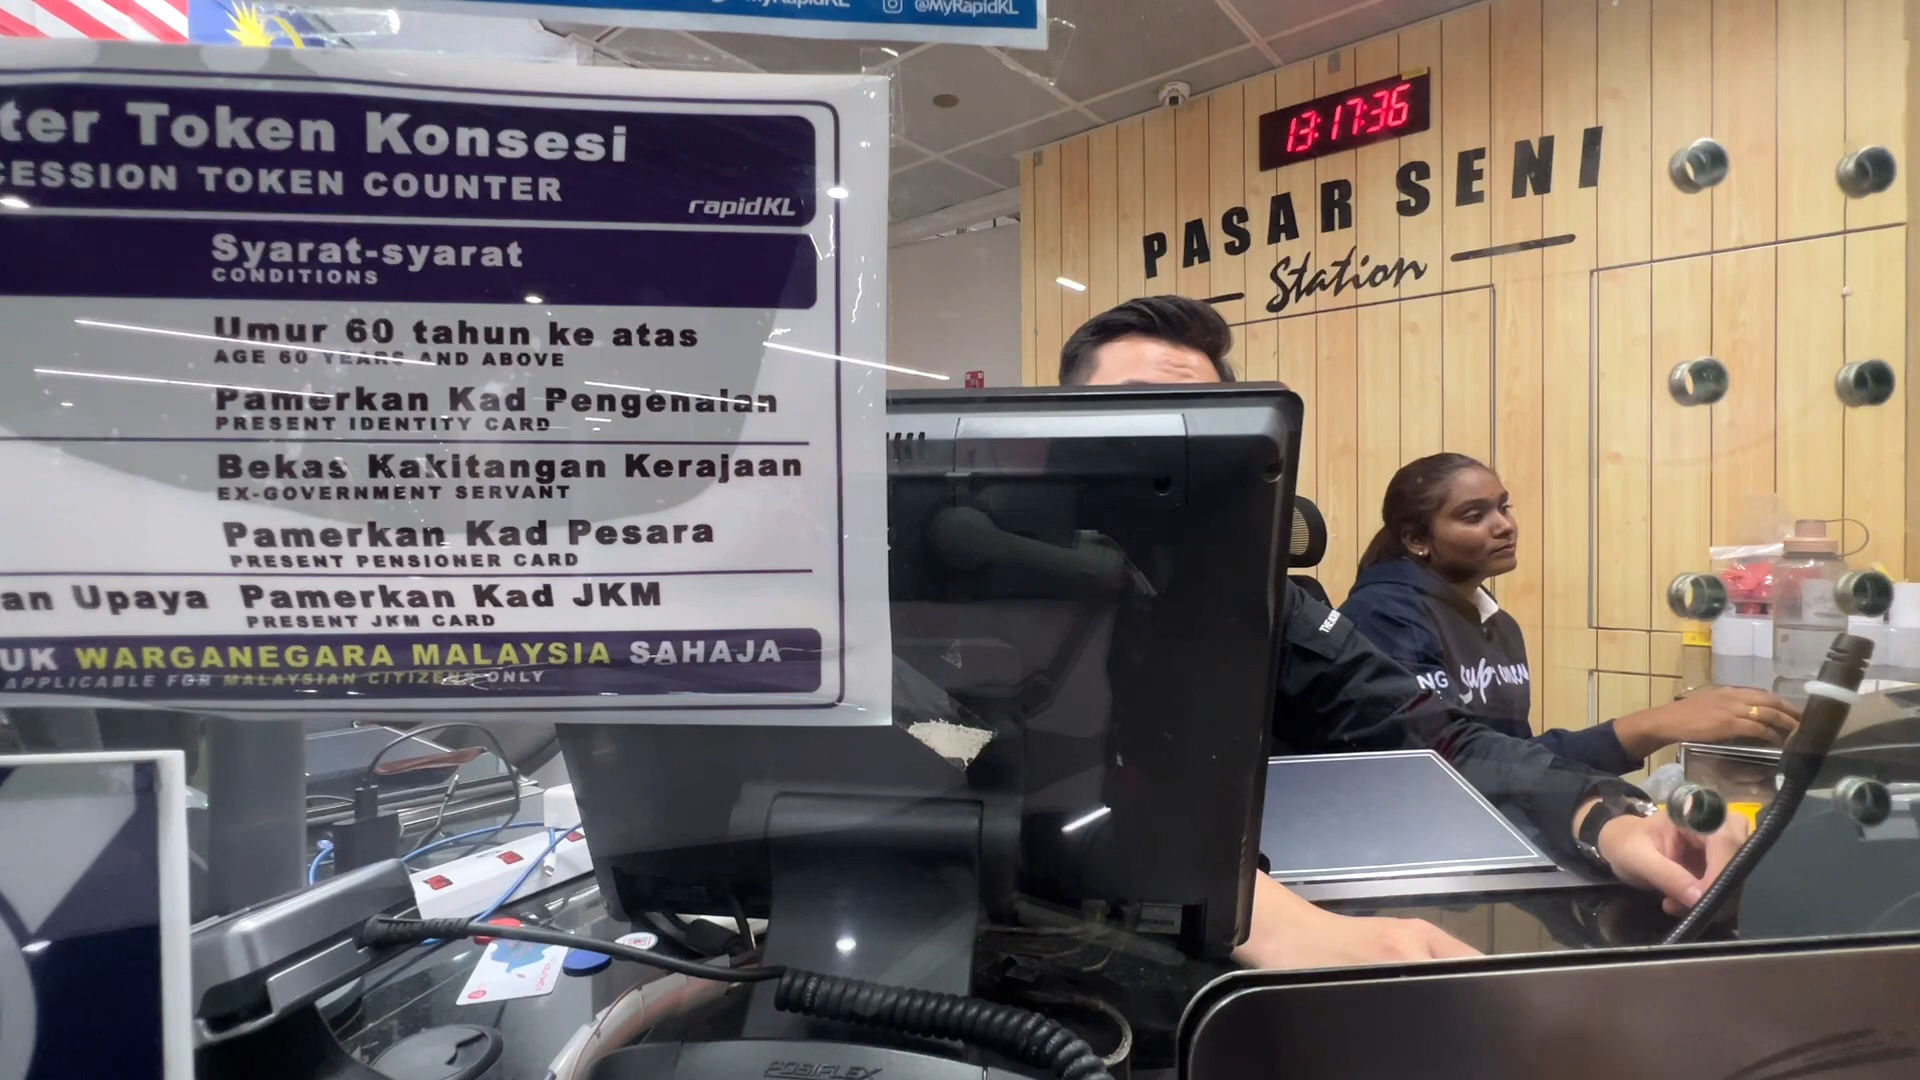 MyRapidKL @MyRapidKL
ter Token Konsesi
CESSION TOKEN COUNTER
rapidKL
Syarat-syarat
CONDITIONS
Umur 60 tahun ke atas
AGE 60 YEARS AND ABOVE
Pamerkan Kad Pengenalan
PRESENT IDENTITY CARD
Bekas Kakitangan Kerajaan
EX-GOVERNMENT SERVANT
Pamerkan Kad Pesara
PRESENT PENSIONER CARD
an Upaya Pamerkan Kad JKM
PRESENT JKM CARD
UK WARGANEGARA MALAYSIA SAHAJA
APPLICABLE FOR MALAYSIAN CITIZENS ONLY
13:17:36
PASAR SENI
Station
POSIFLEX